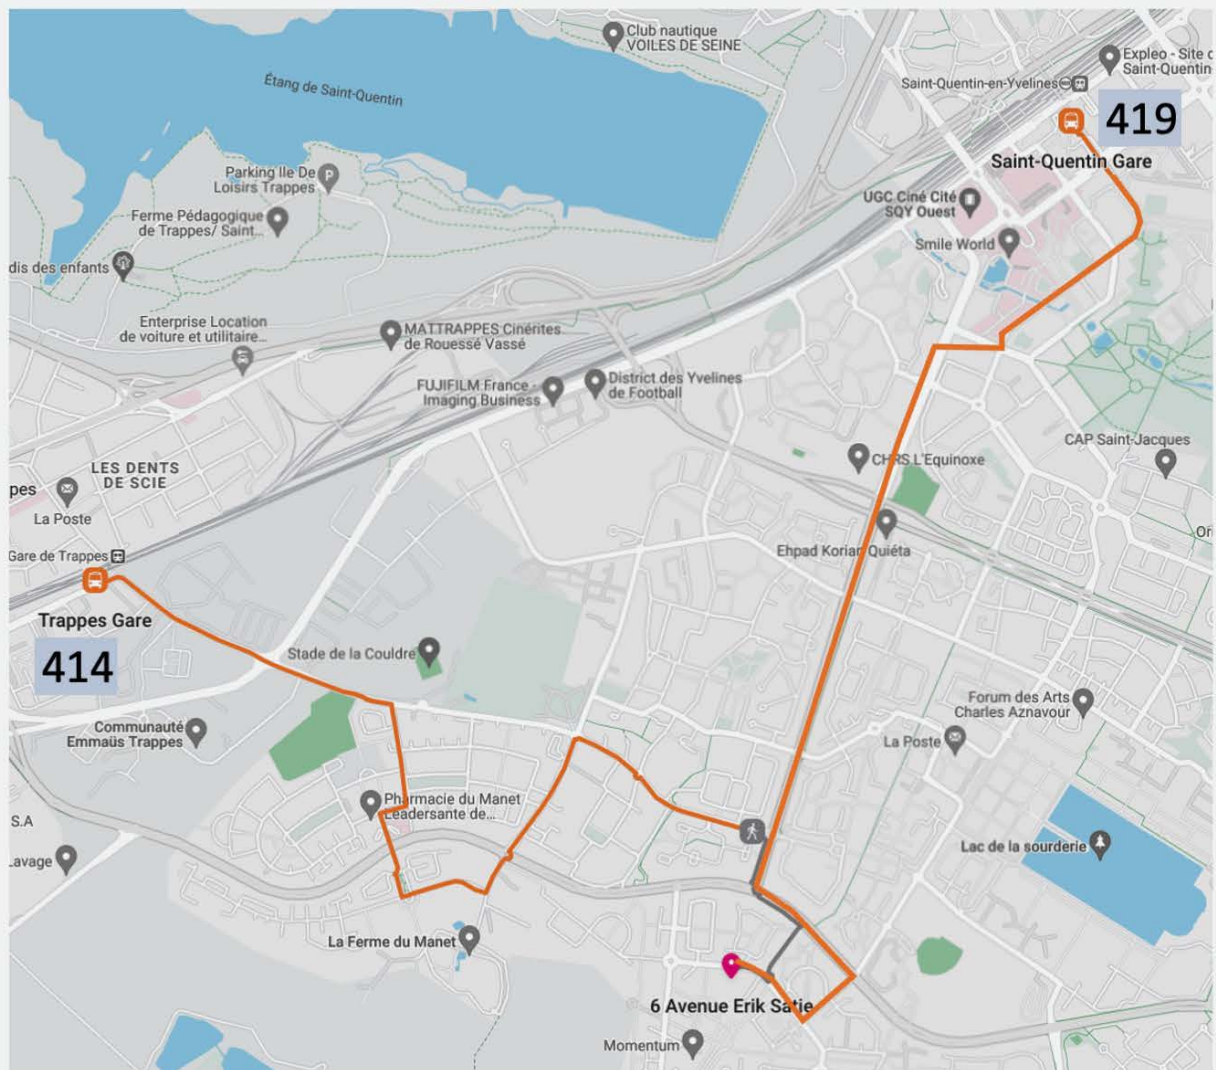 Club nautique
VOILES DE SEINE
Expleo - Site
Saint-Quentin
Saint-Quentin-en-Yvelines
Étang de Saint-Quentin
419
Saint-Quentin Gare
Parking Ile De
Loisirs Trappes
UGC Ciné Cité
SQY Ouest
Ferme Pédagogique
de Trappes/ Saint...
Smile World
dis des enfants
Enterprise Location
de voiture et utilitaire...
MATTRAPPES Cinérites
de Rouessé Vassé
FUJIFILM France -
Imaging Business
District des Yvelines
de Football
CAP Saint-Jacques
CHRS L'Equinoxe
LES DENTS
DE SCIE
pes
La Poste
Gare de Trappes
Ehpad Korian Quiéta
Trappes Gare
414
Stade de la Couldre
Communauté
Emmaüs Trappes
Forum des Arts
Charles Aznavour
La Poste
Pharmacie du Manet
Leadersante de...
S.A
Lavage
Lac de la sourderie
La Ferme du Manet
6 Avenue Erik Satie
Momentum